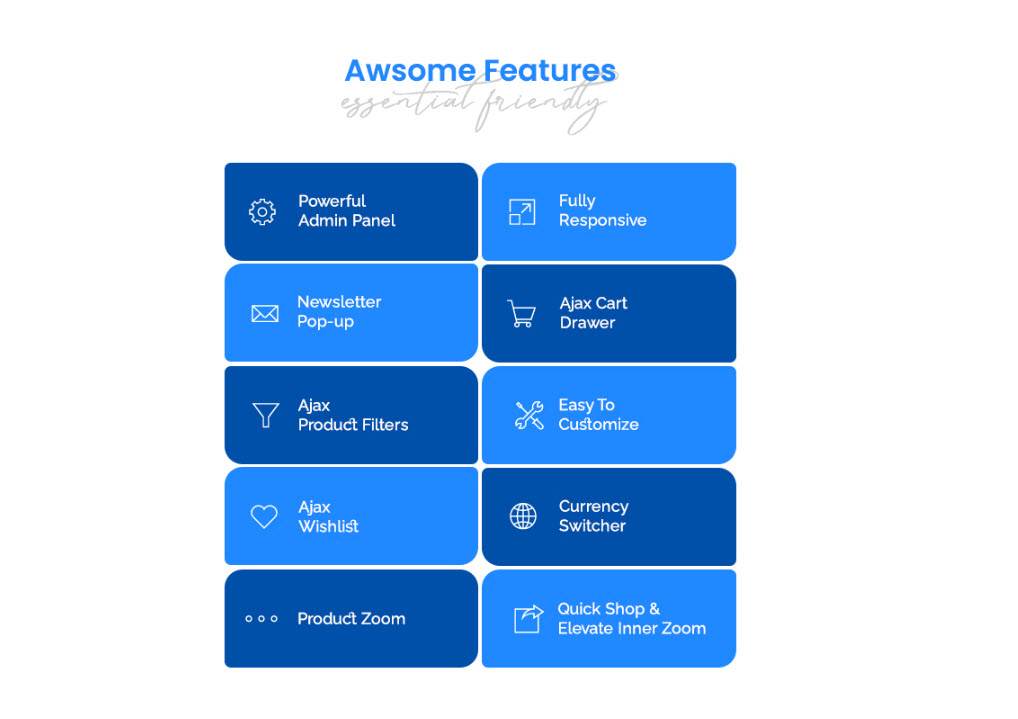 Awsome Features
essential friendly
Powerful
Admin Panel
Fully
Responsive
Newsletter
Pop-up
Ajax Cart
Drawer
Ajax
Product Filters
Easy To
Customize
Ajax
Wishlist
Currency
Switcher
Product Zoom
Quick Shop &
Elevate Inner Zoom